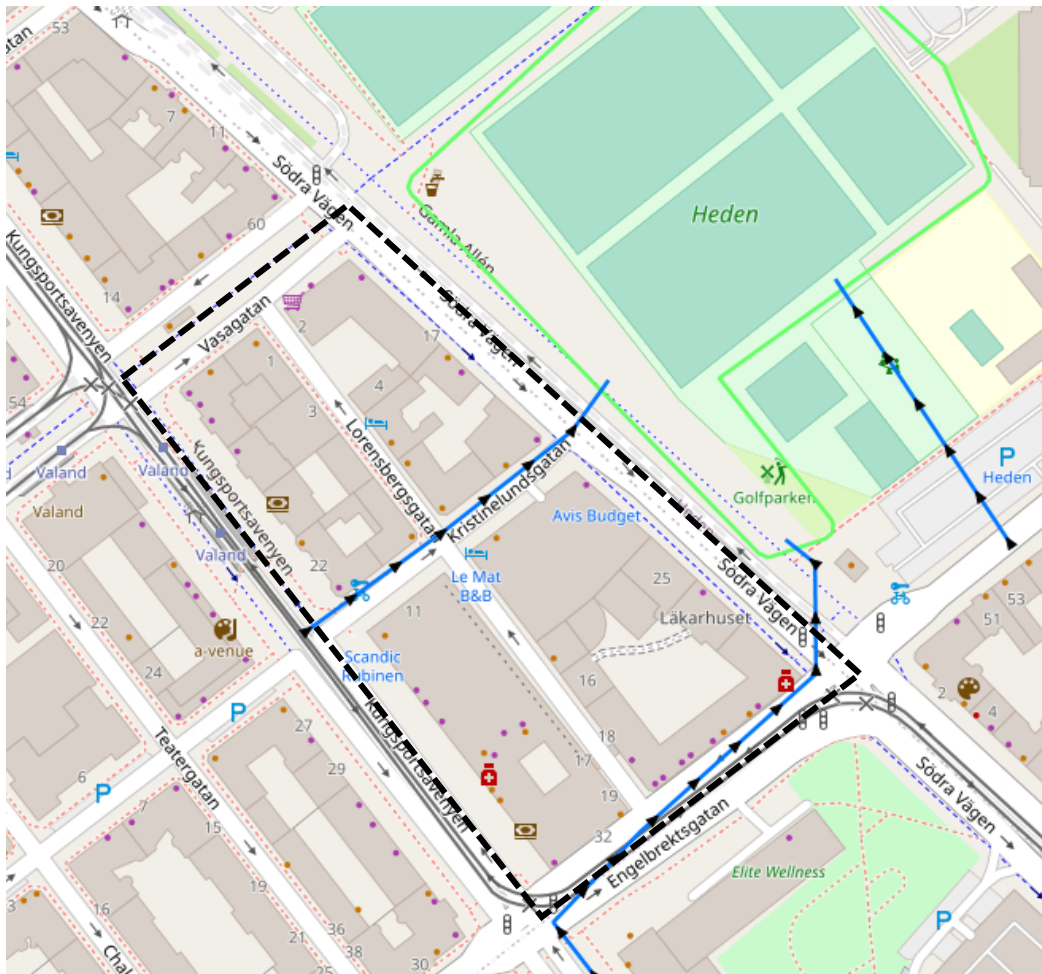 53
atan
7
11
Södra Vägen
60
Gamla Allén
Heden
Kungsportsavenyen
14
Vasagatan
2
17
Södra Vägen
1
4
3
54
Lorensbergsgatan
Kristinelundsgatan
P
Heden
Valand
Valand
Kungsportsavenyen
Golfparken
Valand
Avis Budget
Valand
20
22
Le Mat
B&B
25
Södra Vägen
53
51
22
11
Läkarhuset
a-venue
24
Scandic
Rubinen
16
2
4
P
27
Kungsportsavenyen
18
6
Teatergatan
29
17
Södra Vägen
P
7
15
19
32
Engelbrektsgatan
Elite Wellness
3
16
19
21
36
38
30
P
Chal